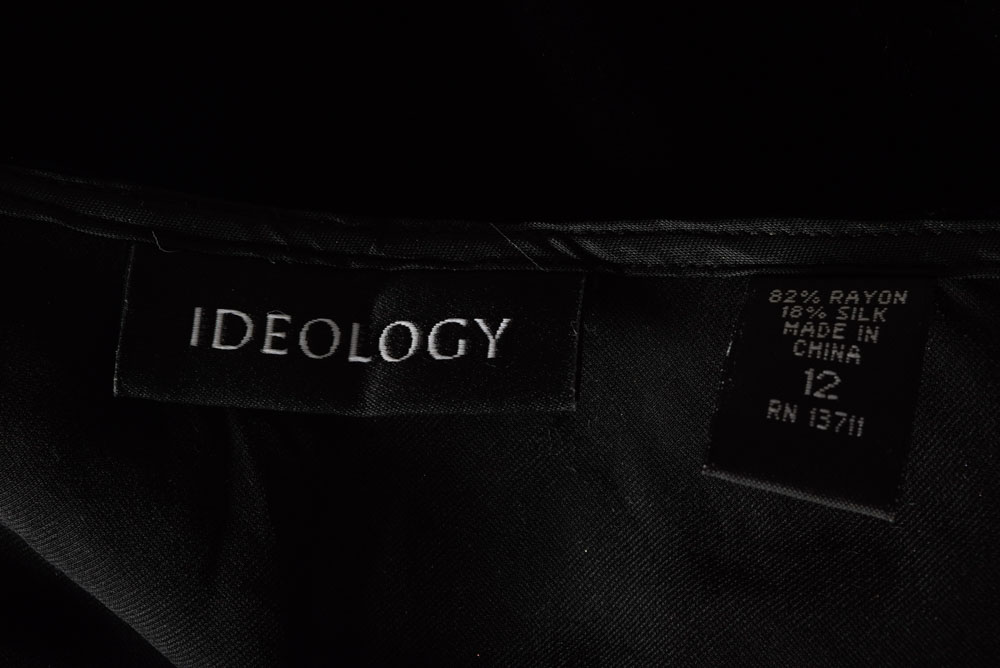 IDEOLOGY
82% RAYON
18% SILK
MADE IN
CHINA
12
RN 13711